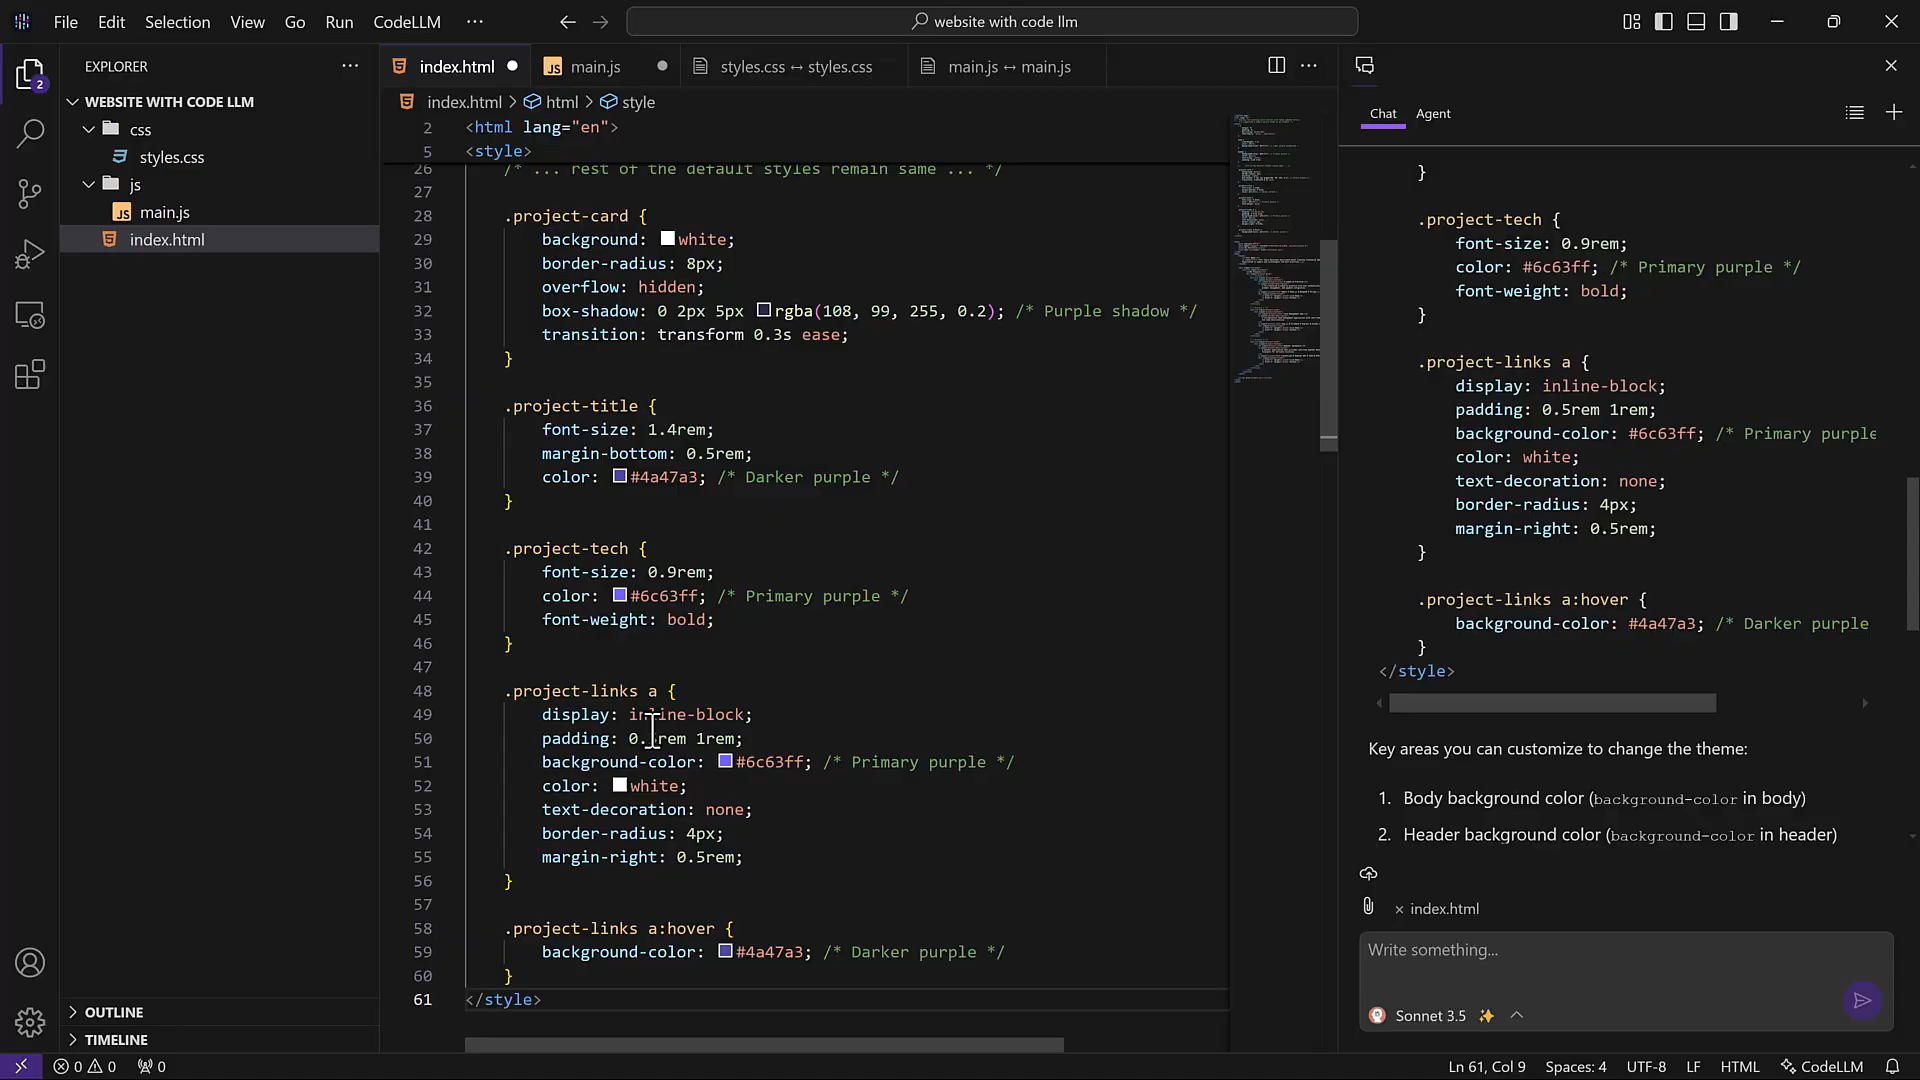 File Edit Selection View Go Run CodeLLM ...
website with code llm
EXPLORER ...
2
WEBSITE WITH CODE LLM
css
styles.css
js
JS main.js
index.html
OUTLINE
TIMELINE
index.html
JS main.js
styles.css ↔ styles.css
main.js ↔ main.js
index.html > html > style
2 <html lang="en">
5 <style>
26 /* ... rest of the default styles remain same ... */
27
28 .project-card {
29 background: white;
30 border-radius: 8px;
31 overflow: hidden;
32 box-shadow: 0 2px 5px rgba(108, 99, 255, 0.2); /* Purple shadow */
33 transition: transform 0.3s ease;
34 }
35
36 .project-title {
37 font-size: 1.4rem;
38 margin-bottom: 0.5rem;
39 color: #4a47a3; /* Darker purple */
40 }
41
42 .project-tech {
43 font-size: 0.9rem;
44 color: #6c63ff; /* Primary purple */
45 font-weight: bold;
46 }
47
48 .project-links a {
49 display: inline-block;
50 padding: 0.5rem 1rem;
51 background-color: #6c63ff; /* Primary purple */
52 color: white;
53 text-decoration: none;
54 border-radius: 4px;
55 margin-right: 0.5rem;
56 }
57
58 .project-links a:hover {
59 background-color: #4a47a3; /* Darker purple */
60 }
61 </style>
Chat Agent
}
.project-tech {
font-size: 0.9rem;
color: #6c63ff; /* Primary purple */
font-weight: bold;
}
.project-links a {
display: inline-block;
padding: 0.5rem 1rem;
background-color: #6c63ff; /* Primary purple
color: white;
text-decoration: none;
border-radius: 4px;
margin-right: 0.5rem;
}
.project-links a:hover {
background-color: #4a47a3; /* Darker purple
}
</style>
Key areas you can customize to change the theme:
1. Body background color (background-color in body)
2. Header background color (background-color in header)
× index.html
Write something...
Sonnet 3.5
0 0 0
Ln 61, Col 9 Spaces: 4 UTF-8 LF HTML CodeLLM